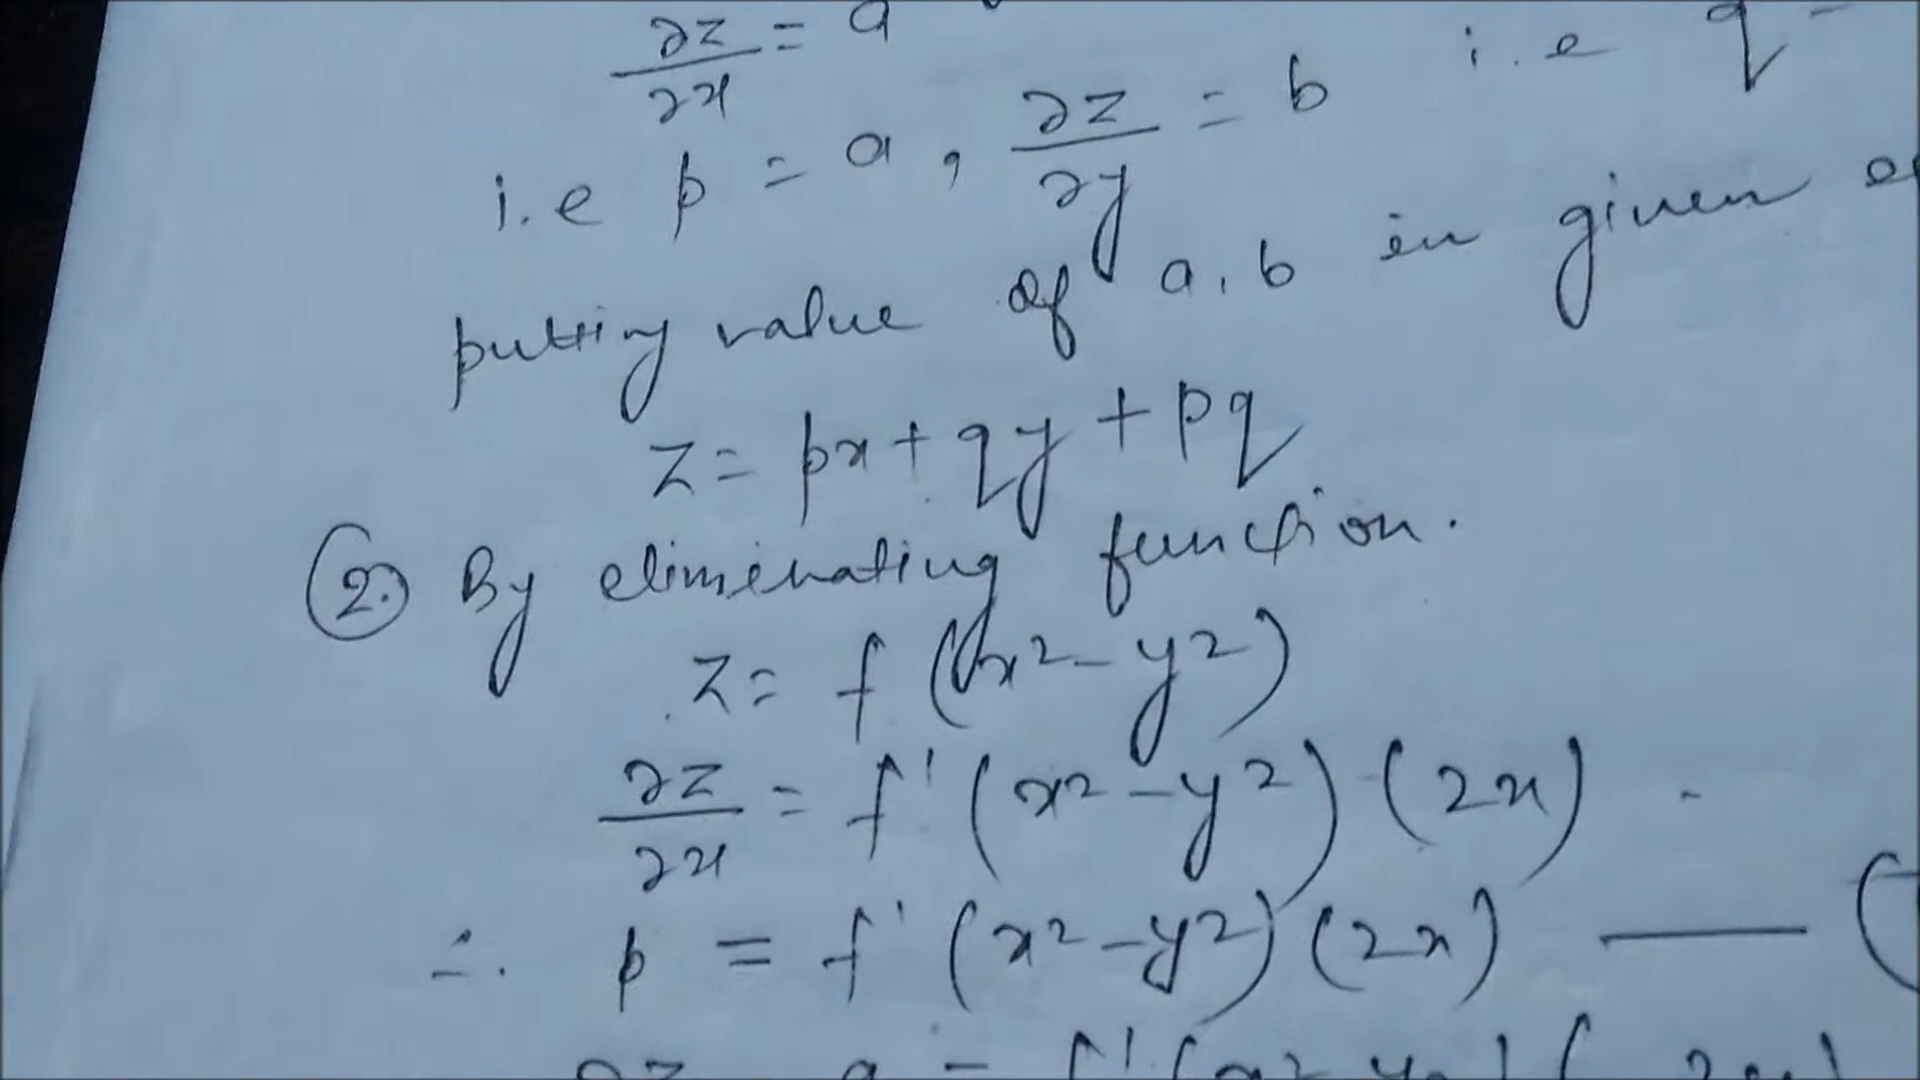 ∂z/∂x = a
i.e q
i.e p = a, ∂z/∂y = b
putting value of a, b in given
z = px + qy + pq
(2.) By eliminating function.
z = f (x² - y²)
∂z/∂x = f' (x² - y²) (2x)
∴ p = f' (x² - y²) (2x) — (